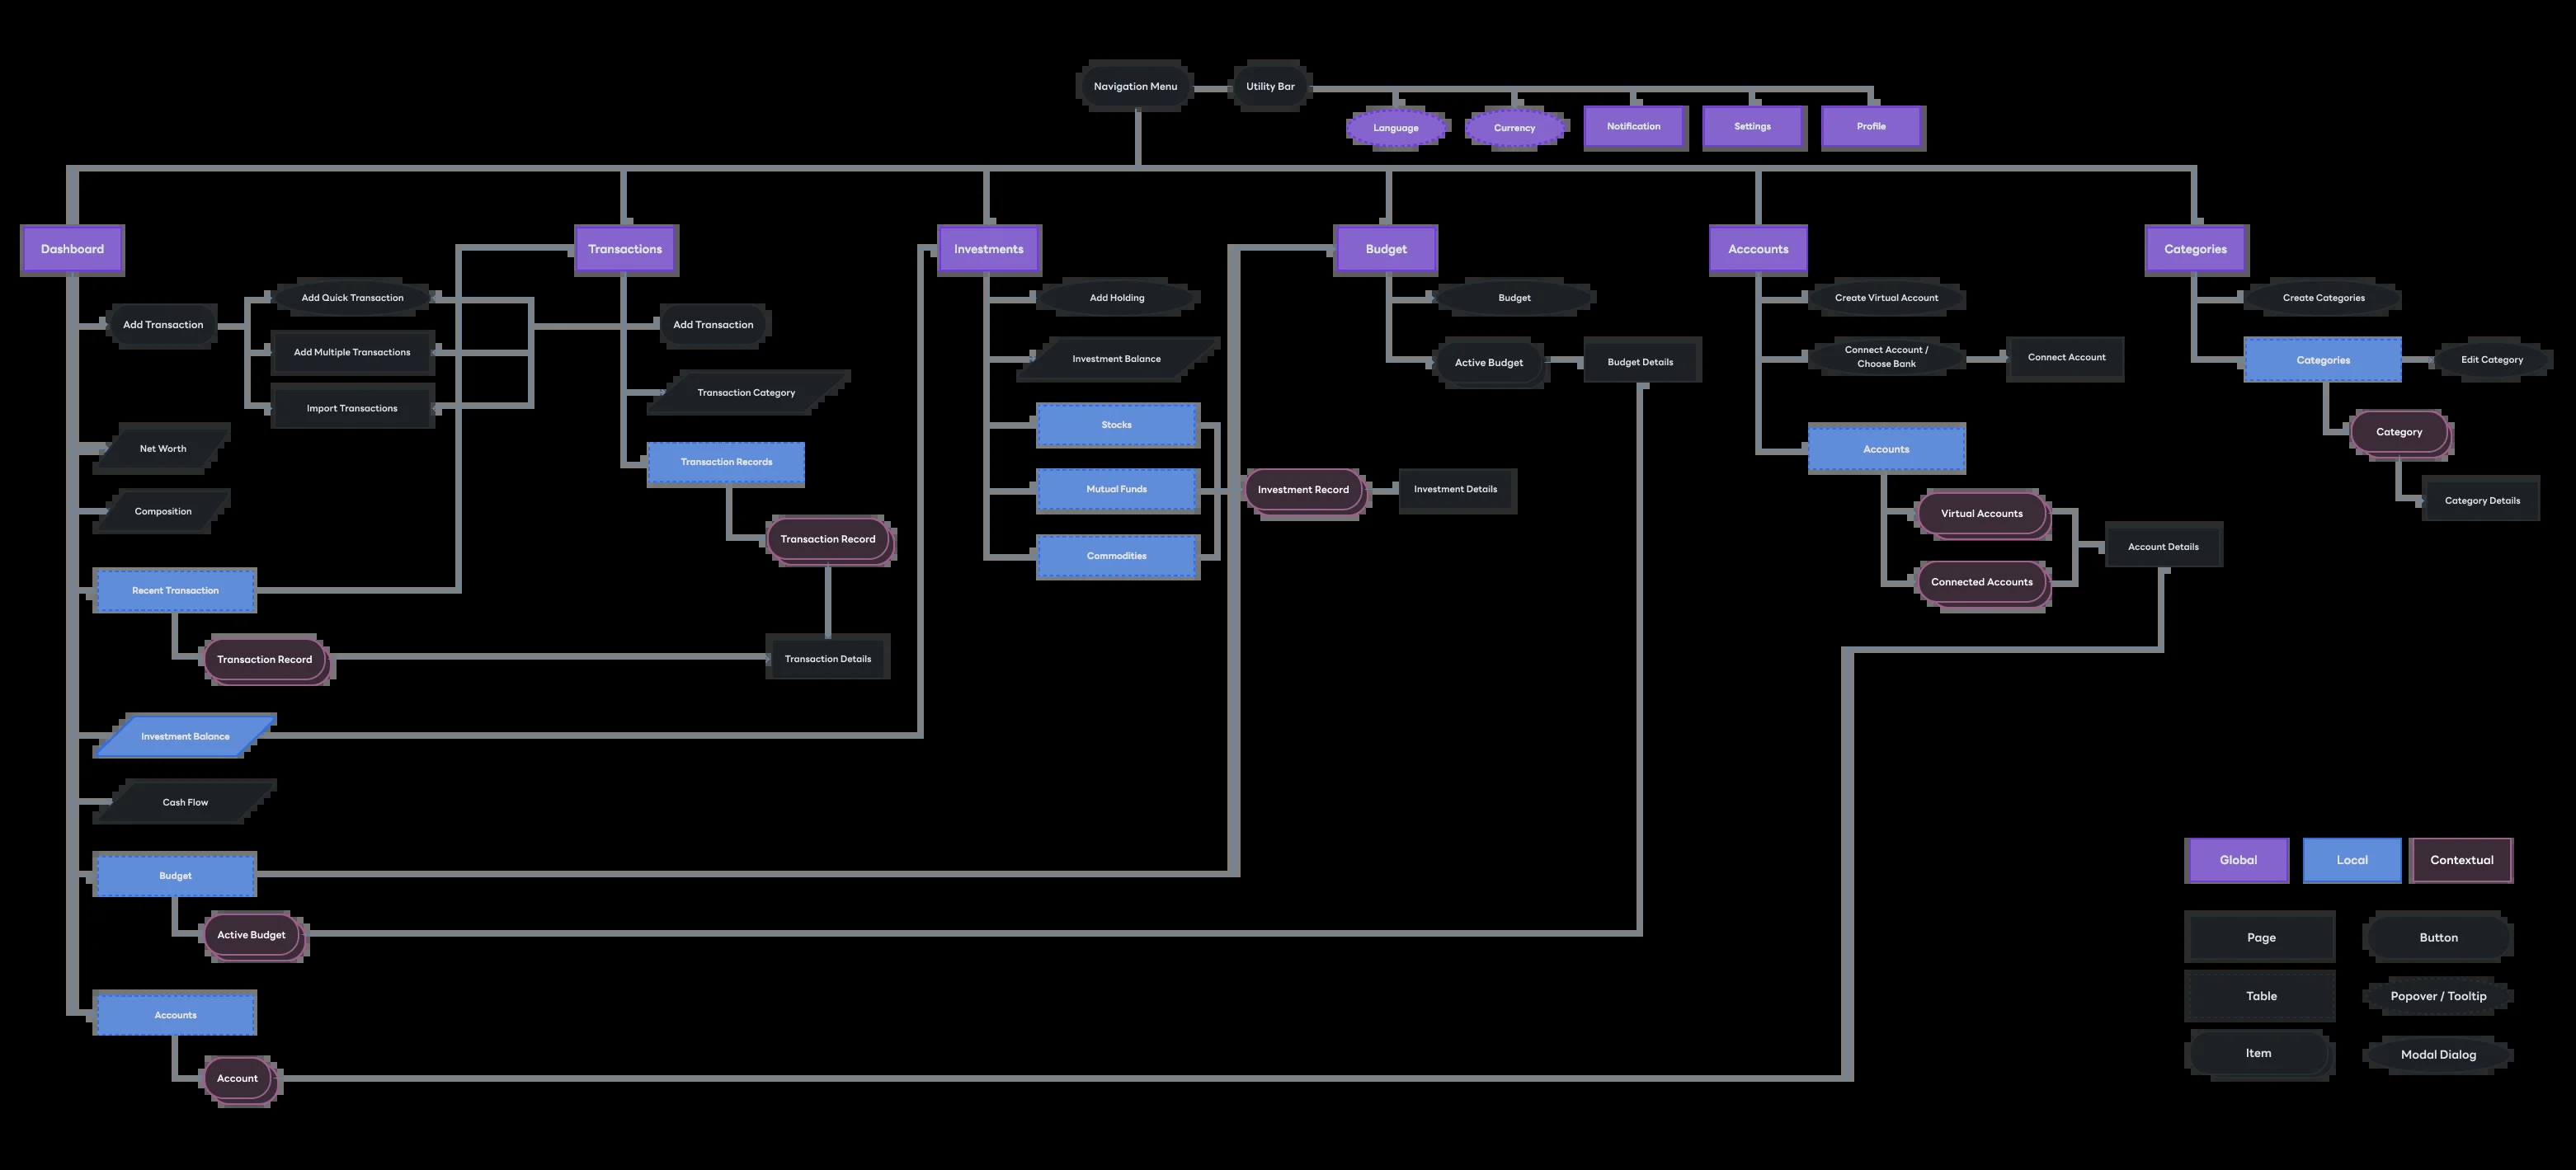 Navigation Menu
Utility Bar
Language
Currency
Notification
Settings
Profile
Dashboard
Transactions
Investments
Budget
Acccounts
Categories
Add Transaction
Add Quick Transaction
Add Multiple Transactions
Import Transactions
Net Worth
Composition
Recent Transaction
Transaction Record
Investment Balance
Cash Flow
Budget
Active Budget
Accounts
Account
Add Transaction
Transaction Category
Transaction Records
Transaction Record
Transaction Details
Add Holding
Investment Balance
Stocks
Mutual Funds
Commodities
Investment Record
Investment Details
Budget
Active Budget
Budget Details
Create Virtual Account
Connect Account /
Choose Bank
Connect Account
Accounts
Virtual Accounts
Connected Accounts
Account Details
Create Categories
Categories
Edit Category
Category
Category Details
Global
Local
Contextual
Page
Button
Table
Popover / Tooltip
Item
Modal Dialog